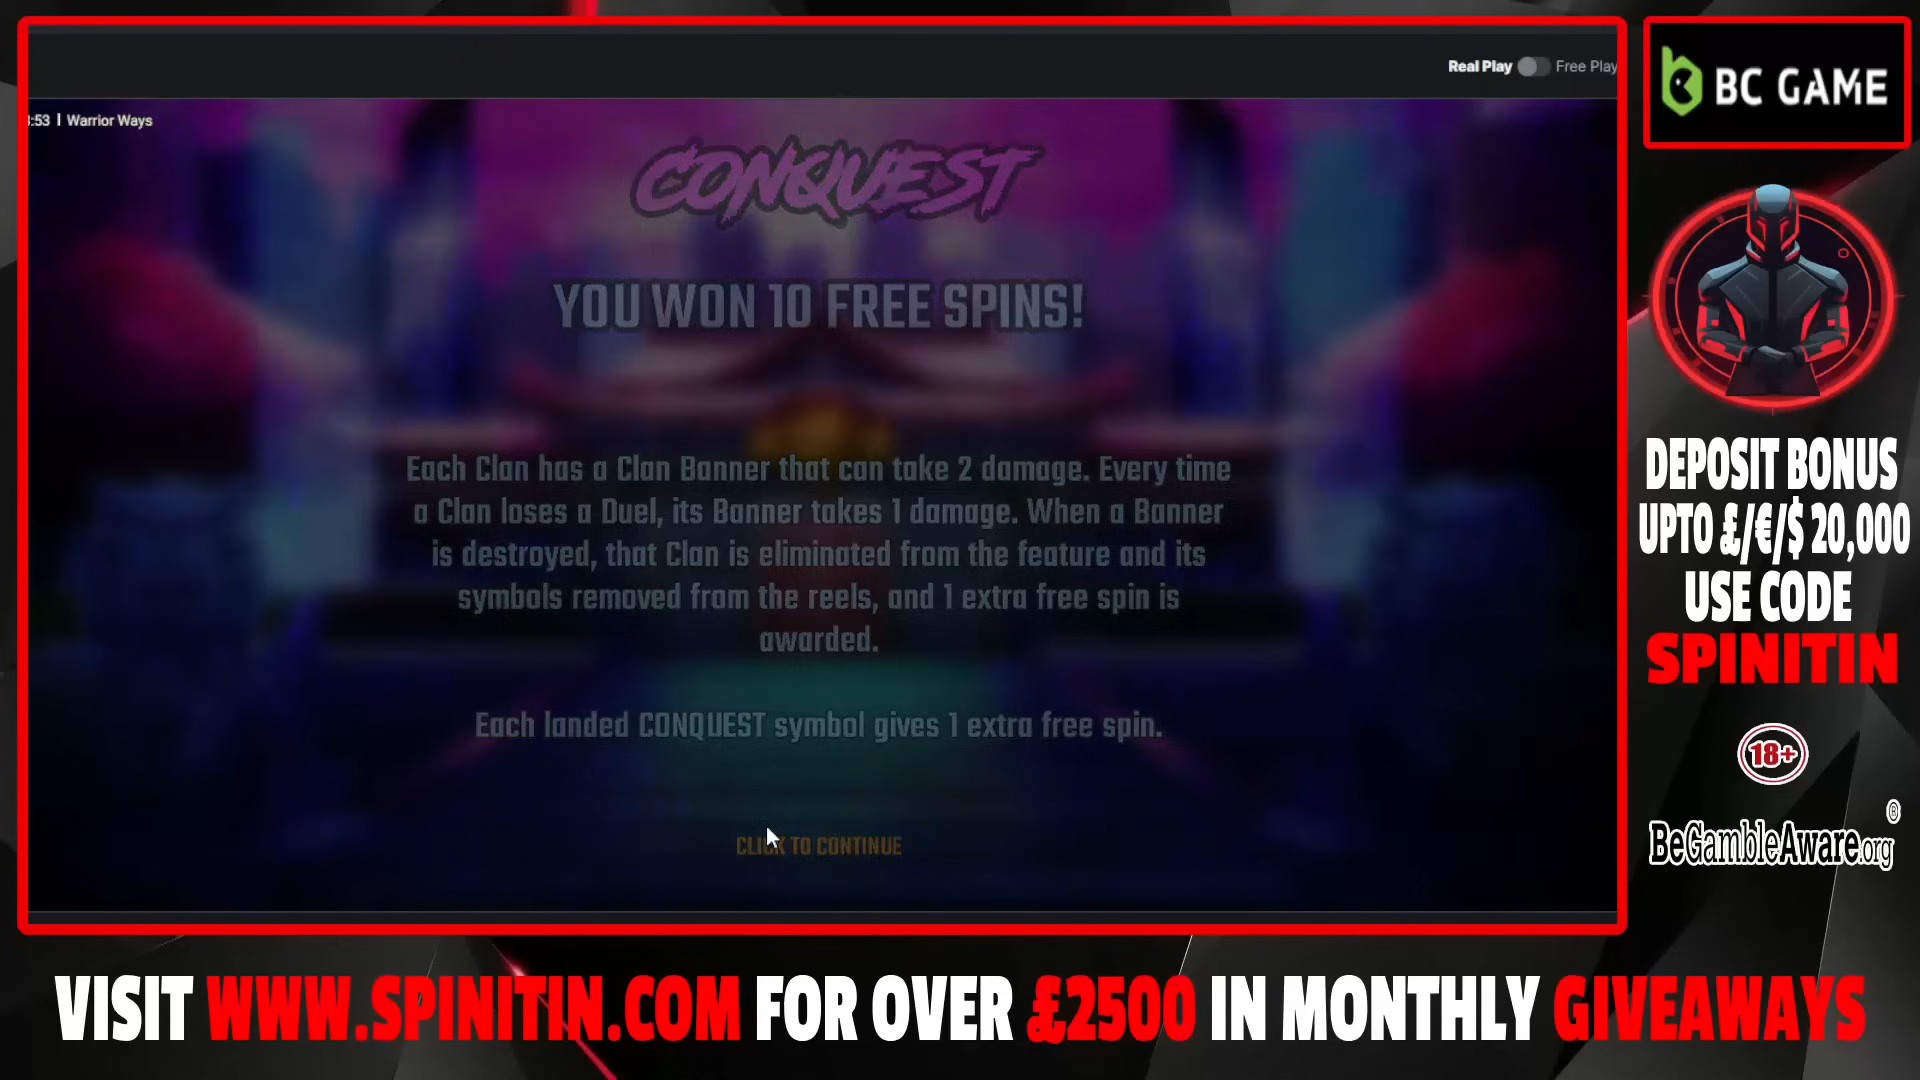 Real Play Free Play
:53 | Warrior Ways
CONQUEST
YOU WON 10 FREE SPINS!
Each Clan has a Clan Banner that can take 2 damage. Every time
a Clan loses a Duel, its Banner takes 1 damage. When a Banner
is destroyed, that Clan is eliminated from the feature and its
symbols removed from the reels, and 1 extra free spin is
awarded.
Each landed CONQUEST symbol gives 1 extra free spin.
CLICK TO CONTINUE
BC GAME
DEPOSIT BONUS
UPTO £/€/$ 20,000
USE CODE
SPINITIN
18+
BeGambleAware.org®
VISIT WWW.SPINITIN.COM FOR OVER £2500 IN MONTHLY GIVEAWAYS